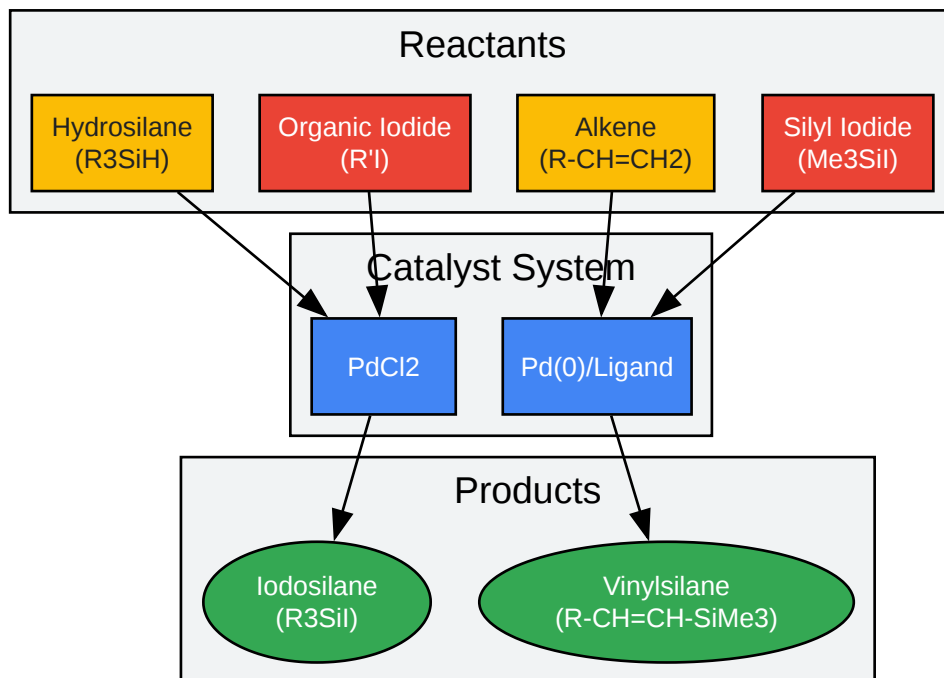 Reactants
Hydrosilane
(R3SiH)
Organic Iodide
(R'I)
Alkene
(R-CH=CH2)
Silyl Iodide
(Me3SiI)
Catalyst System
PdCl2
Pd(0)/Ligand
Products
Iodosilane
(R3SiI)
Vinylsilane
(R-CH=CH-SiMe3)